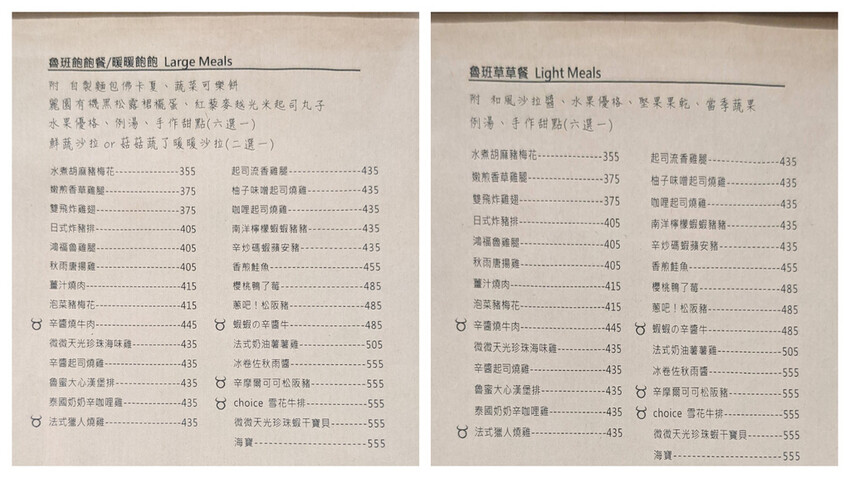 魯班飽飽餐/暖暖飽飽 Large Meals
附 自製麵包佛卡夏、蔬菜可樂餅
麗園有機黑松露裙襬蛋、紅藜麥越光米起司丸子
水果優格、例湯、手作甜點(六選一)
鮮蔬沙拉 or 菇菇蔬了暖暖沙拉(二選一)
水煮胡麻豬梅花------355
嫩煎香草雞腿------375
雙飛炸雞翅------375
日式炸豬排------405
鴻福魯雞腿------405
秋雨唐揚雞------405
薑汁燒肉------415
泡菜豬梅花------415
辛醬燒牛肉------445
微微天光珍珠海味雞------435
辛醬起司燒雞------435
魯蜜大心漢堡排------435
泰國奶奶辛咖哩雞------435
法式獵人燒雞------435
起司流香雞腿------435
柚子味噌起司燒雞------435
咖哩起司燒雞------435
南洋檸檬蝦蝦豬豬------435
辛炒碼蝦蘋安豬------435
香煎鮭魚------455
櫻桃鴨了莓------485
蔥吧！松阪豬------485
蝦蝦の辛醬牛------485
法式奶油薯薯雞------505
冰卷佐秋雨醬------555
辛摩爾可可松阪豬------555
choice 雪花牛排------555
微微天光珍珠蝦干寶貝------555
海寶------555
魯班草草餐 Light Meals
附 和風沙拉醬、水果優格、堅果果乾、當季蔬果
例湯、手作甜點(六選一)
水煮胡麻豬梅花------355
嫩煎香草雞腿------375
雙飛炸雞翅------375
日式炸豬排------405
鴻福魯雞腿------405
秋雨唐揚雞------405
薑汁燒肉------415
泡菜豬梅花------415
辛醬燒牛肉------445
微微天光珍珠海味雞------435
辛醬起司燒雞------435
魯蜜大心漢堡排------435
泰國奶奶辛咖哩雞------435
法式獵人燒雞------435
起司流香雞腿------435
柚子味噌起司燒雞------435
咖哩起司燒雞------435
南洋檸檬蝦蝦豬豬------435
辛炒碼蝦蘋安豬------435
香煎鮭魚------455
櫻桃鴨了莓------485
蔥吧！松阪豬------485
蝦蝦の辛醬牛------485
法式奶油薯薯雞------505
冰卷佐秋雨醬------555
辛摩爾可可松阪豬------555
choice 雪花牛排------555
微微天光珍珠蝦干寶貝------555
海寶------555